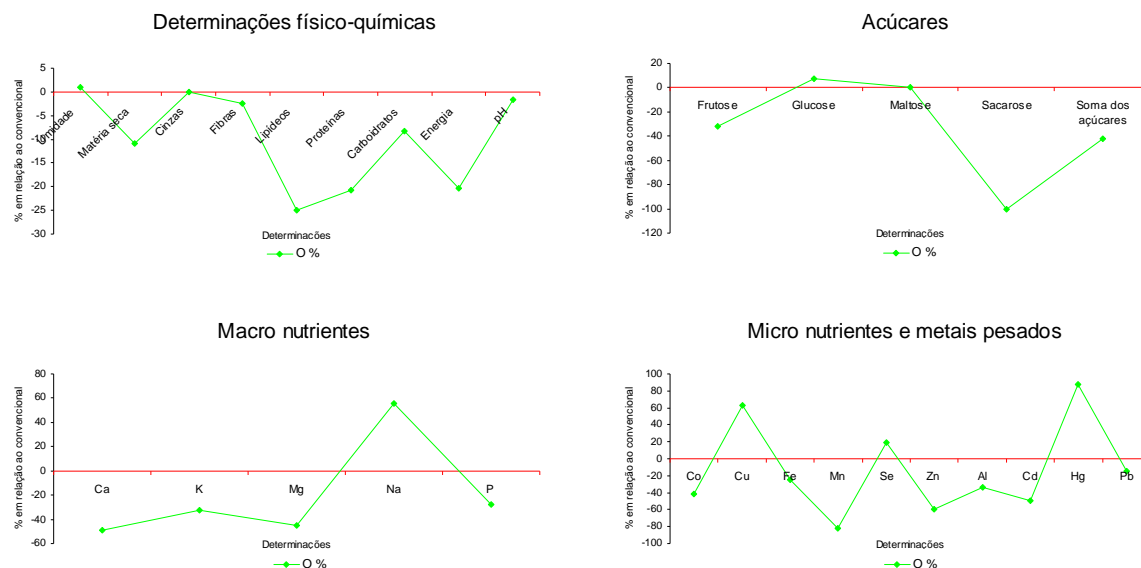 Determinações físico-químicas
% em relação ao convencional
5
0
-5
-10
-15
-20
-25
-30
Umidade
Matéria seca
Cinzas
Fibras
Lipídeos
Proteínas
Carboidratos
Energia
pH
Determinações
O %
Açúcares
% em relação ao convencional
20
0
-20
-40
-60
-80
-100
-120
Frutose Glucose Maltose Sacarose Soma dos
açúcares
Determinações
O %
Macro nutrientes
% em relação ao convencional
80
60
40
20
0
-20
-40
-60
Ca K Mg Na P
Determinações
O %
Micro nutrientes e metais pesados
% em relação ao convencional
100
80
60
40
20
0
-20
-40
-60
-80
-100
Co Cu Fe Mn Se Zn Al Cd Hg Pb
Determinações
O %